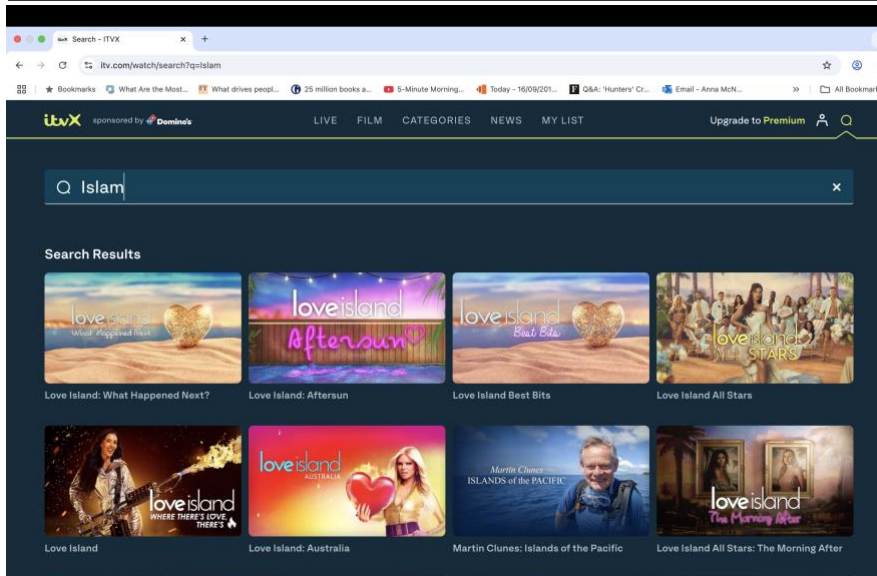 itvX Search - ITVX × +
itv.com/watch/search?q=Islam
Bookmarks What Are the Most... FT What drives peopl... 25 million books a... 5-Minute Morning... Today - 16/09/201... F Q&A: 'Hunters' Cr... Email - Anna McN... » All Bookmark
itvX sponsored by Domino's LIVE FILM CATEGORIES NEWS MY LIST Upgrade to Premium
Islam ×
Search Results
love island
What Happened Next
love island
Aftersun
love island
Best Bits
love island
ALL STARS
Love Island: What Happened Next? Love Island: Aftersun Love Island Best Bits Love Island All Stars
love island
WHERE THERE'S LOVE,
THERE'S
love island
AUSTRALIA
Martin Clunes
ISLANDS of the PACIFIC
love island
The Morning After
Love Island Love Island: Australia Martin Clunes: Islands of the Pacific Love Island All Stars: The Morning After